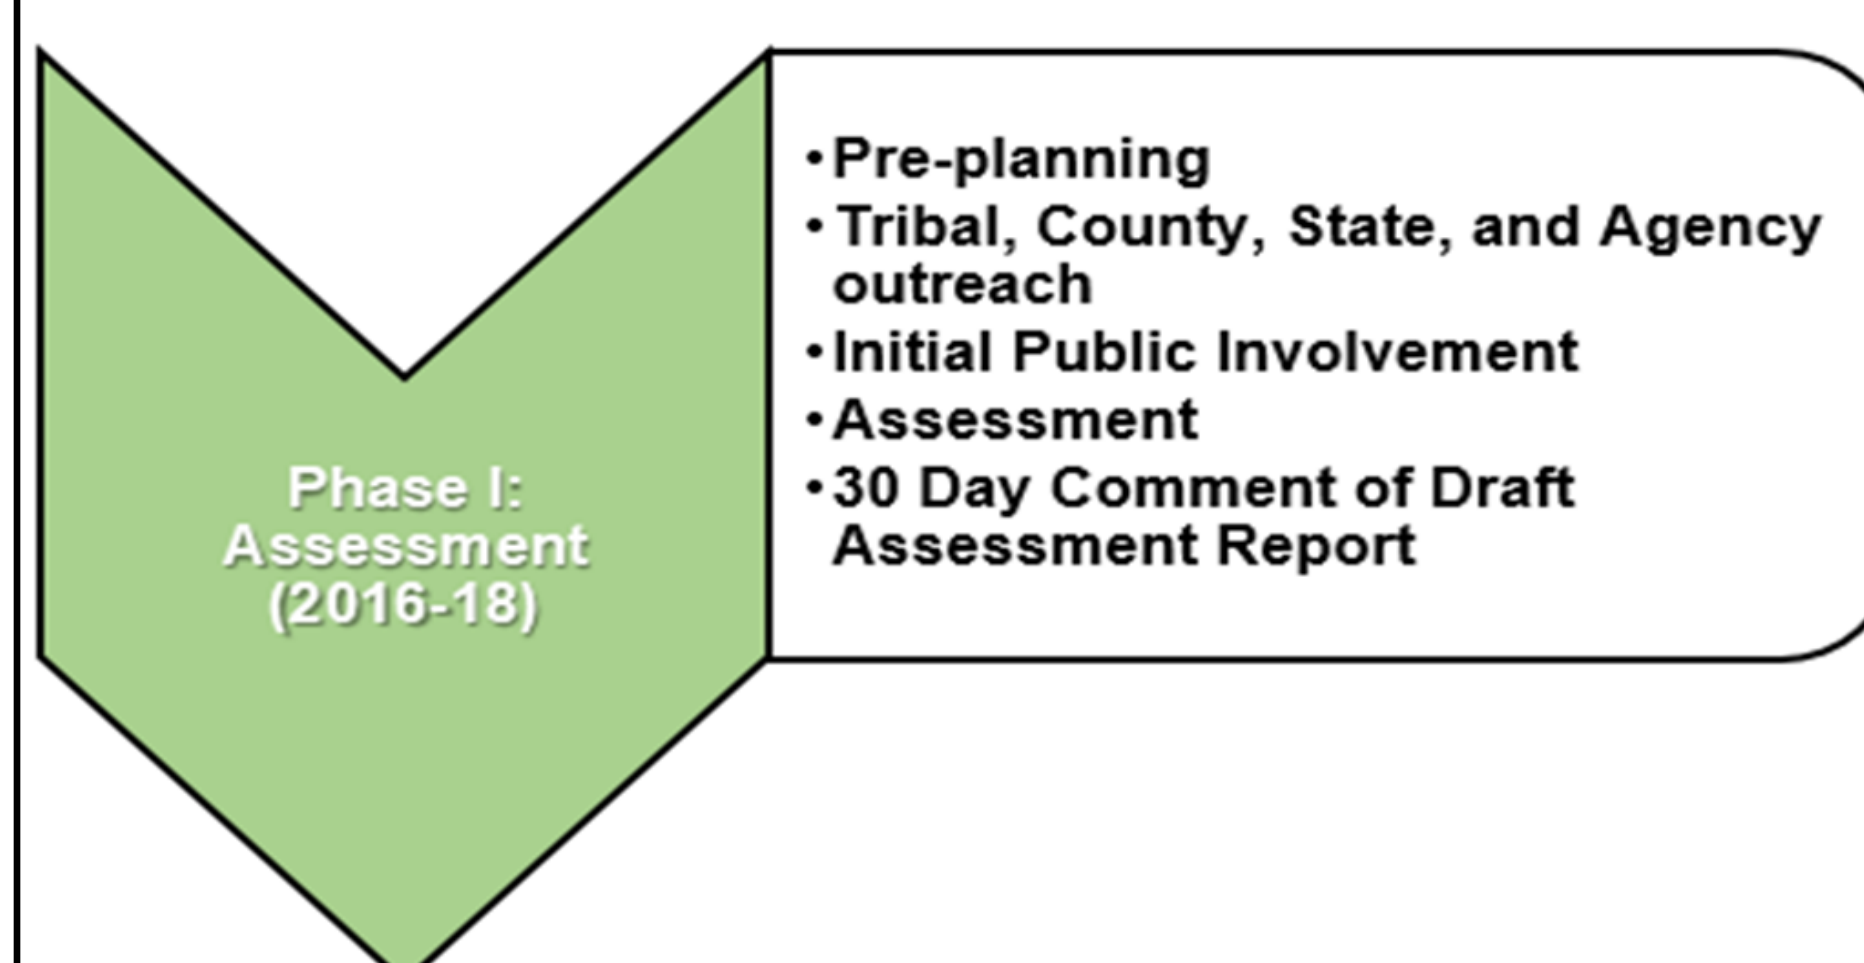 Phase I:
Assessment
(2016-18)
•Pre-planning
•Tribal, County, State, and Agency
outreach
•Initial Public Involvement
•Assessment
•30 Day Comment of Draft
Assessment Report